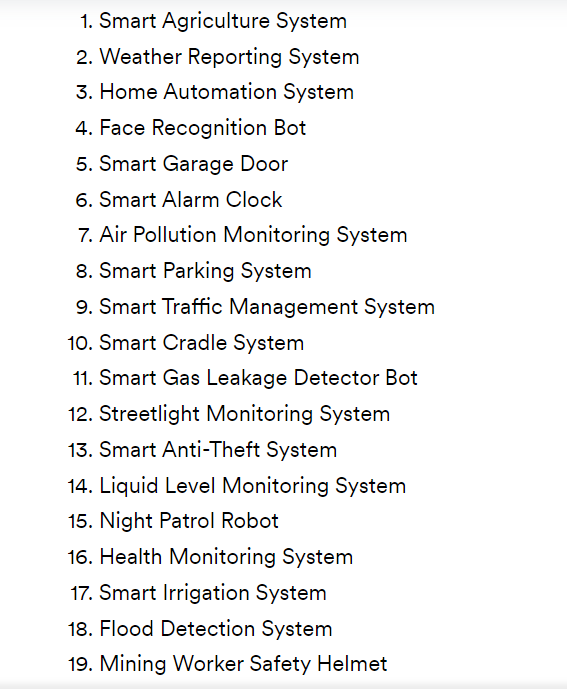 1. Smart Agriculture System
2. Weather Reporting System
3. Home Automation System
4. Face Recognition Bot
5. Smart Garage Door
6. Smart Alarm Clock
7. Air Pollution Monitoring System
8. Smart Parking System
9. Smart Traffic Management System
10. Smart Cradle System
11. Smart Gas Leakage Detector Bot
12. Streetlight Monitoring System
13. Smart Anti-Theft System
14. Liquid Level Monitoring System
15. Night Patrol Robot
16. Health Monitoring System
17. Smart Irrigation System
18. Flood Detection System
19. Mining Worker Safety Helmet